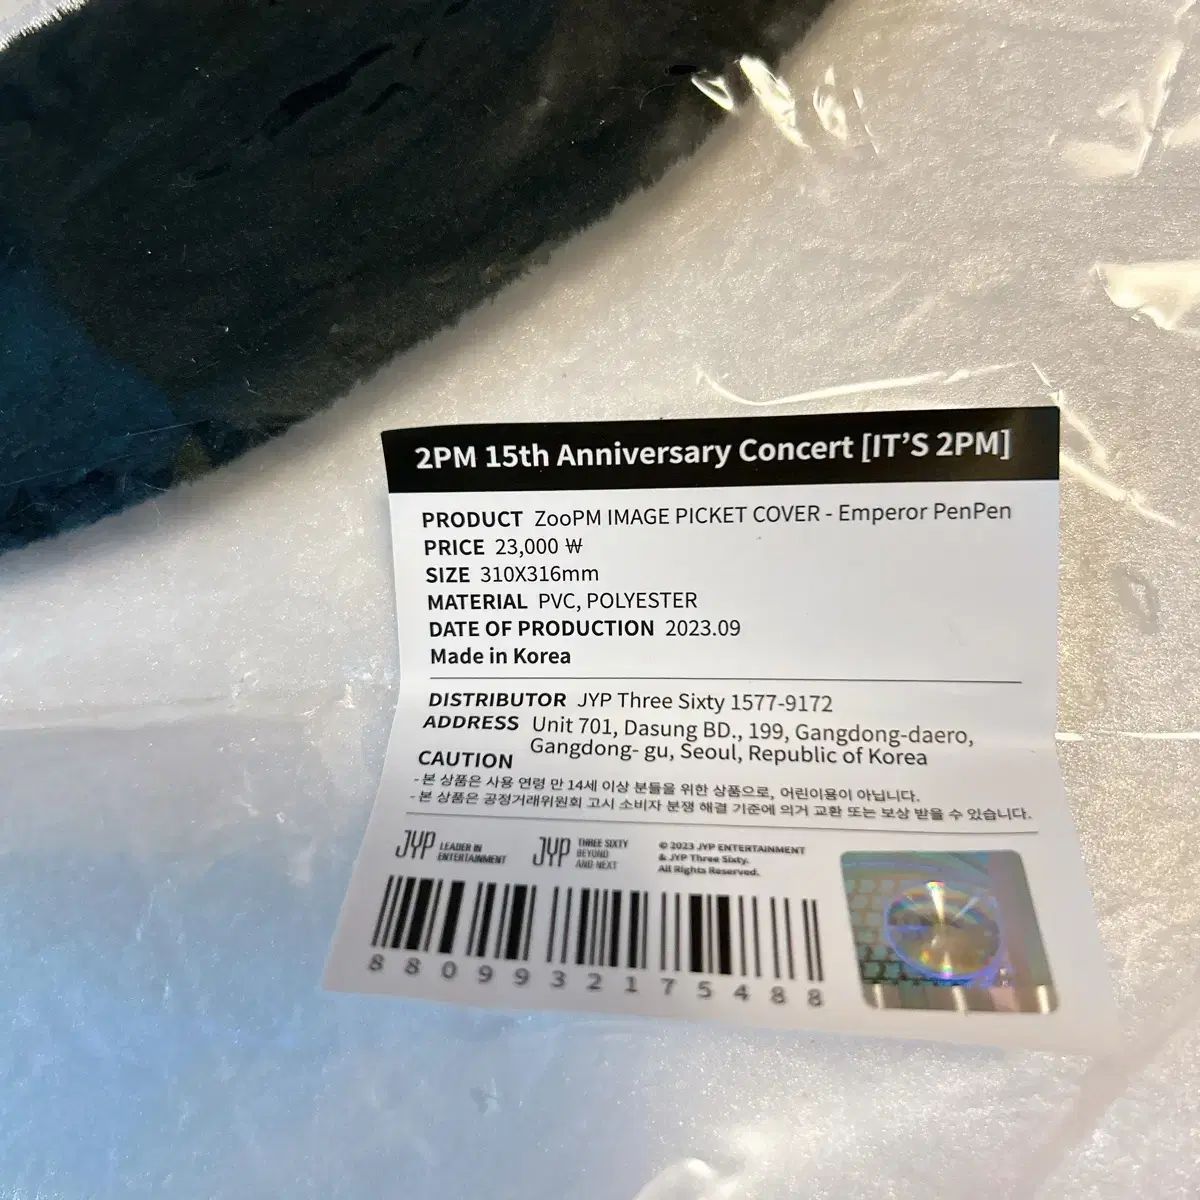 2PM 15th Anniversary Concert [IT’S 2PM]
PRODUCT ZooPM IMAGE PICKET COVER - Emperor PenPen
PRICE 23,000 ₩
SIZE 310X316mm
MATERIAL PVC, POLYESTER
DATE OF PRODUCTION 2023.09
Made in Korea
DISTRIBUTOR JYP Three Sixty 1577-9172
ADDRESS Unit 701, Dasung BD., 199, Gangdong-daero,
Gangdong- gu, Seoul, Republic of Korea
CAUTION
- 본 상품은 사용 연령 만 14세 이상 분들을 위한 상품으로, 어린이용이 아닙니다.
- 본 상품은 공정거래위원회 고시 소비자 분쟁 해결 기준에 의거 교환 또는 보상 받을 수 있습니다.
JYP LEADER IN ENTERTAINMENT
JYP THREE SIXTY BEYOND AND NEXT
© 2023 JYP ENTERTAINMENT
& JYP Three Sixty.
All Rights Reserved.
8809932175488